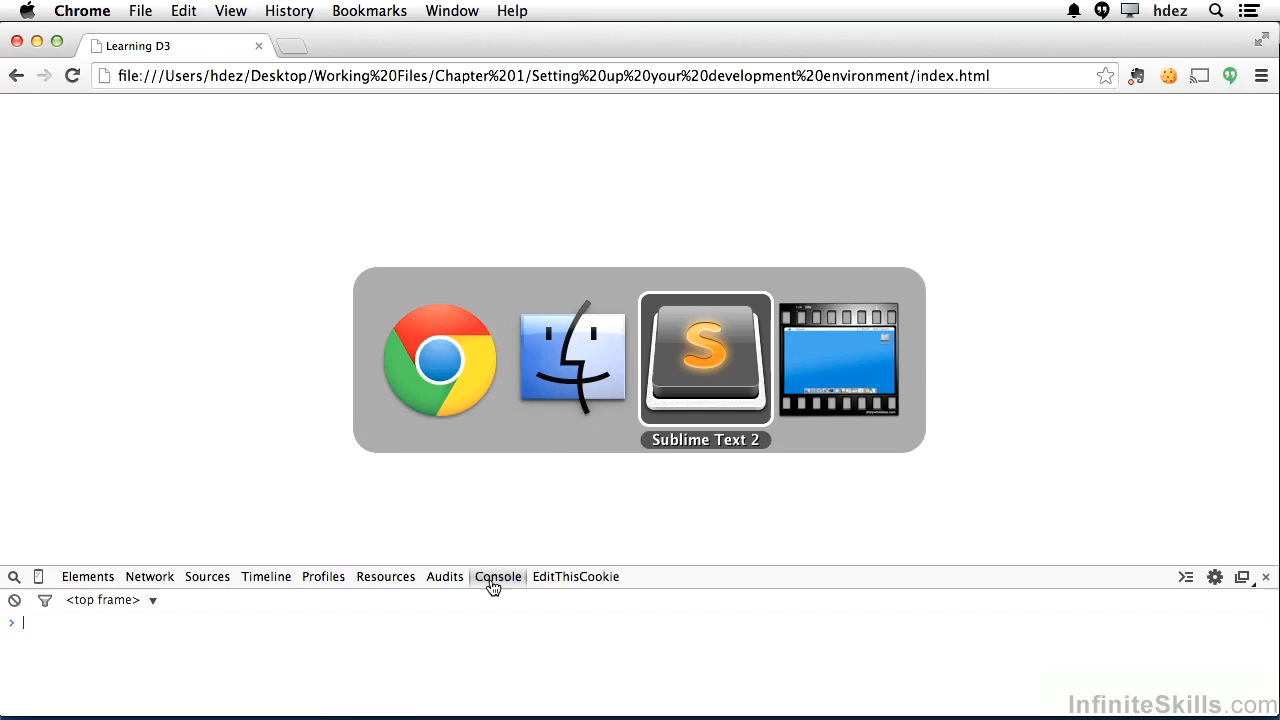 Chrome File Edit View History Bookmarks Window Help hdez
Learning D3
file:///Users/hdez/Desktop/Working%20Files/Chapter%201/Setting%20up%20your%20development%20environment/index.html
S
Sublime Text 2
Elements Network Sources Timeline Profiles Resources Audits Console EditThisCookie
<top frame>
InfiniteSkills.com